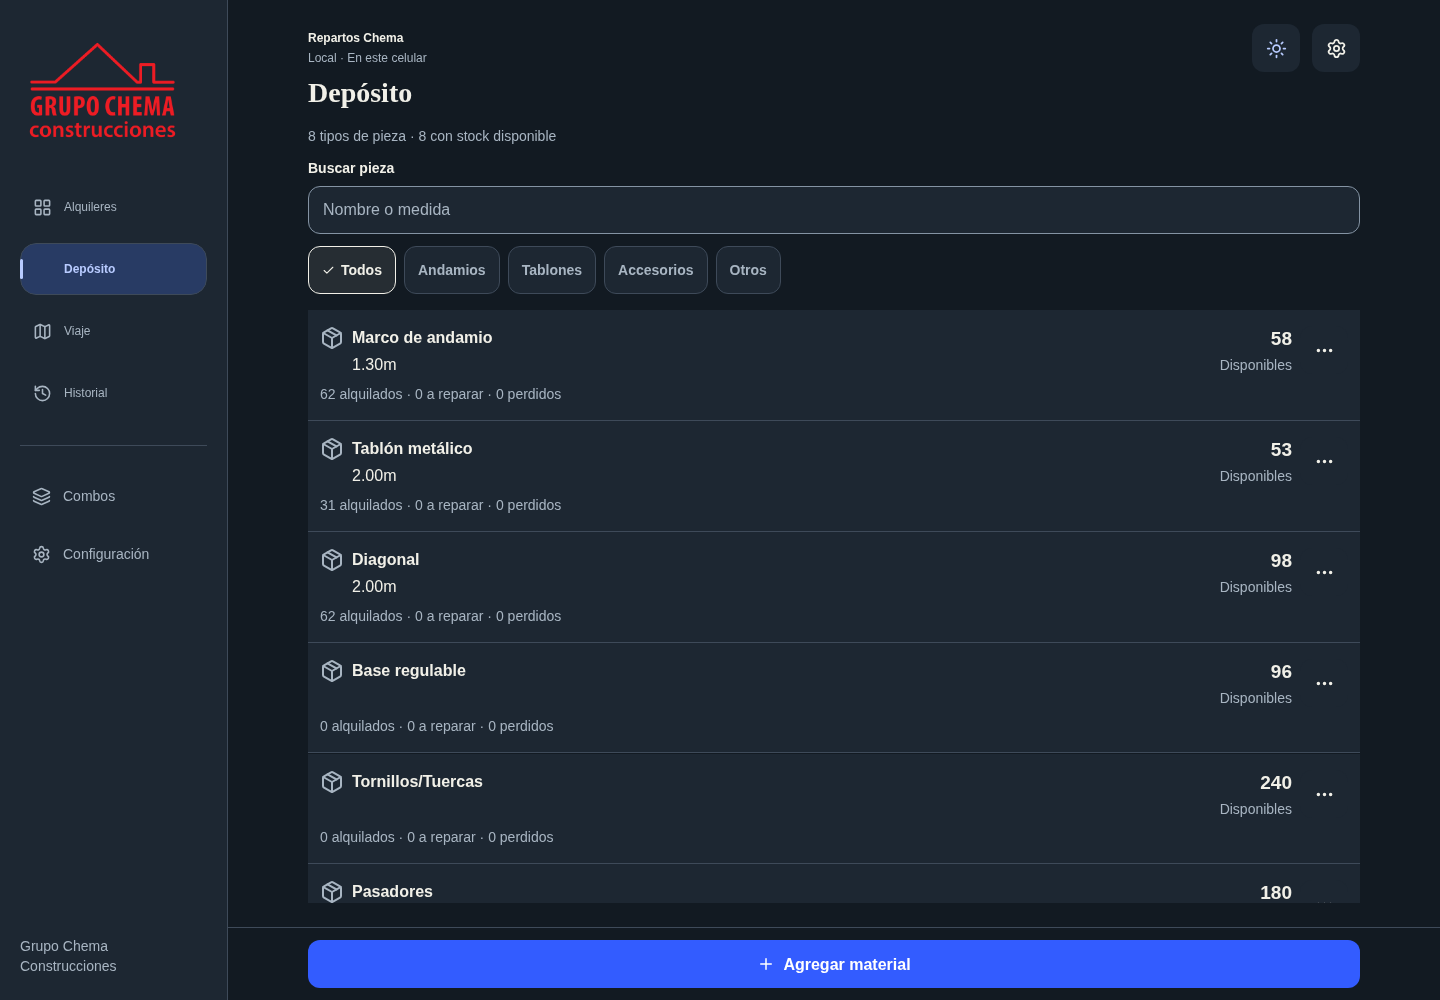 GRUPO CHEMA
construcciones
Alquileres
Depósito
Viaje
Historial
Combos
Configuración
Grupo Chema
Construcciones
Repartos Chema
Local · En este celular
Depósito
8 tipos de pieza · 8 con stock disponible
Buscar pieza
Nombre o medida
Todos Andamios Tablones Accesorios Otros
Marco de andamio 58
1.30m Disponibles
62 alquilados · 0 a reparar · 0 perdidos
Tablón metálico 53
2.00m Disponibles
31 alquilados · 0 a reparar · 0 perdidos
Diagonal 98
2.00m Disponibles
62 alquilados · 0 a reparar · 0 perdidos
Base regulable 96
Disponibles
0 alquilados · 0 a reparar · 0 perdidos
Tornillos/Tuercas 240
Disponibles
0 alquilados · 0 a reparar · 0 perdidos
Pasadores 180
Agregar material